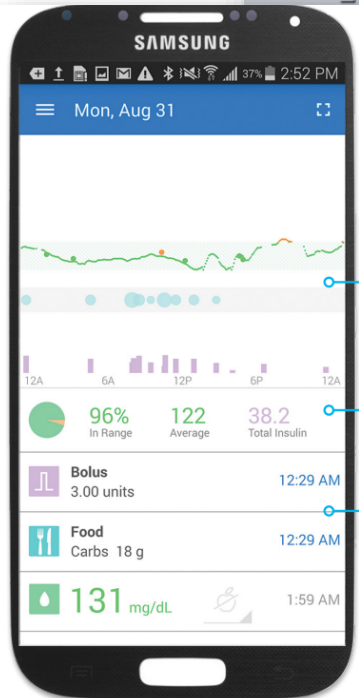 SAMSUNG
37% 2:52 PM
Mon, Aug 31
12A 6A 12P 6P 12A
96% 122 38.2
In Range Average Total Insulin
Bolus 12:29 AM
3.00 units
Food 12:29 AM
Carbs 18 g
131 mg/dL 1:59 AM